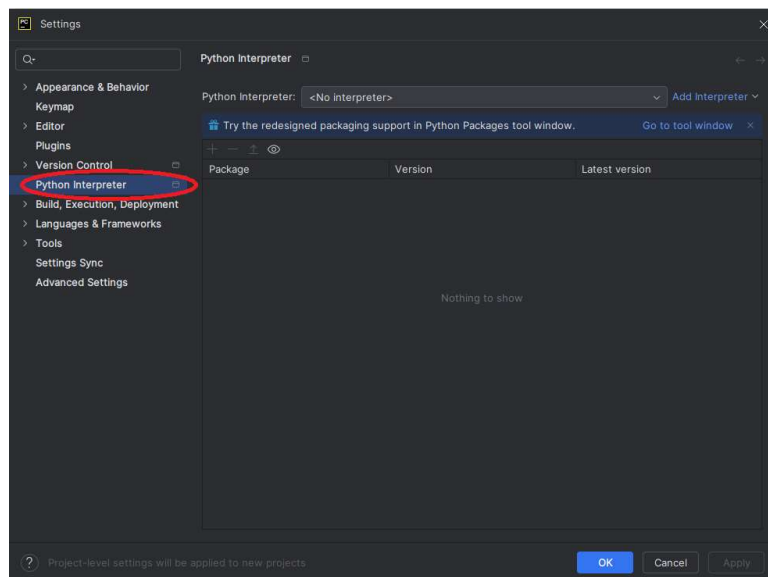 PC Settings
Python Interpreter
Appearance & Behavior
Keymap
Editor
Plugins
Version Control
Python Interpreter
Build, Execution, Deployment
Languages & Frameworks
Tools
Settings Sync
Advanced Settings
Python Interpreter: <No interpreter> Add Interpreter
Try the redesigned packaging support in Python Packages tool window. Go to tool window
Package Version Latest version
Nothing to show
? Project-level settings will be applied to new projects
OK Cancel Apply